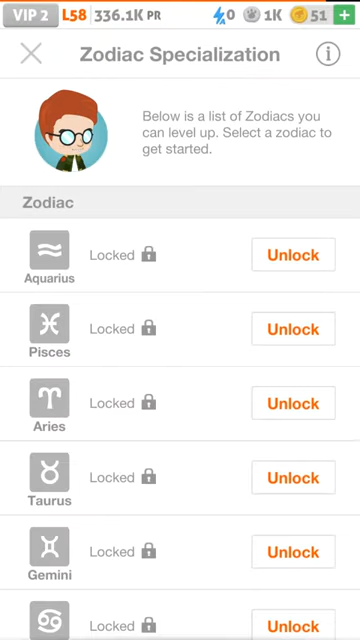 VIP 2 L58 336.1K PR 0 1K 51 +
Zodiac Specialization i
Below is a list of Zodiacs you
can level up. Select a zodiac to
get started.
Zodiac
Aquarius Locked Unlock
Pisces Locked Unlock
Aries Locked Unlock
Taurus Locked Unlock
Gemini Locked Unlock
Locked Unlock